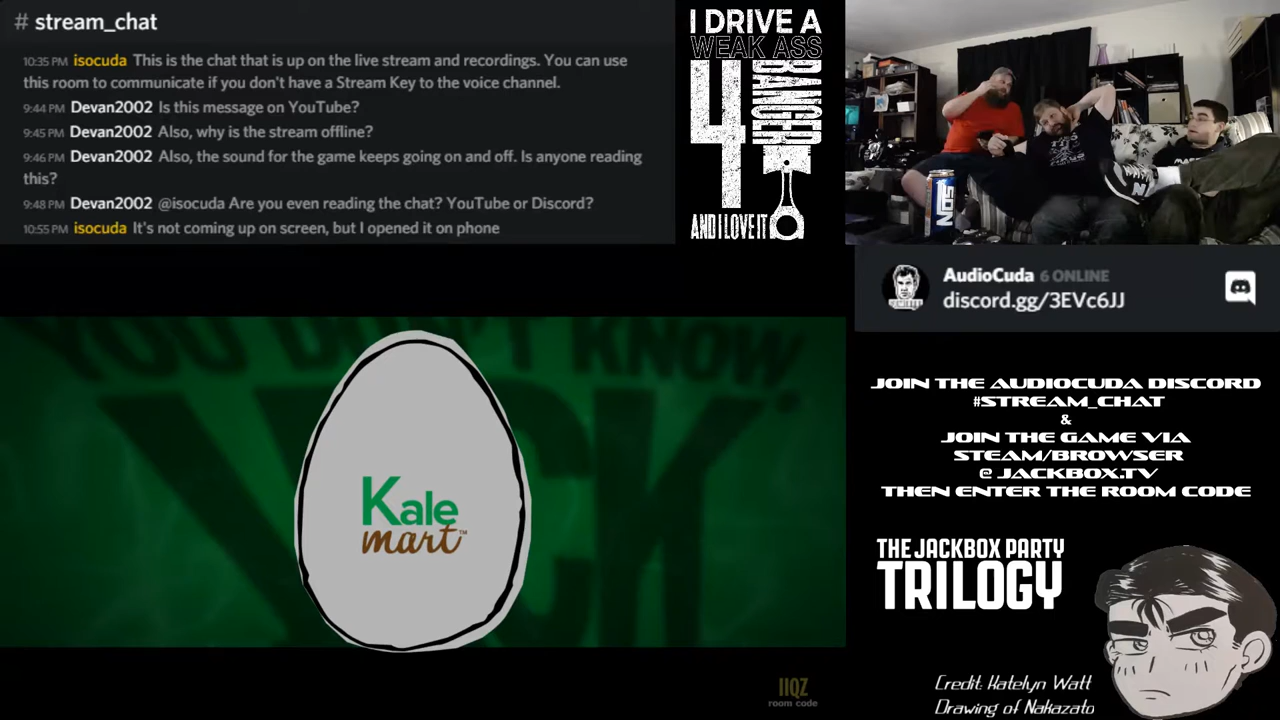 # stream_chat
10:35 PM isocuda This is the chat that is up on the live stream and recordings. You can use
this room to communicate if you don't have a Stream Key to the voice channel.
9:44 PM Devan2002 Is this message on YouTube?
9:45 PM Devan2002 Also, why is the stream offline?
9:46 PM Devan2002 Also, the sound for the game keeps going on and off. Is anyone reading
this?
9:48 PM Devan2002 @isocuda Are you even reading the chat? YouTube or Discord?
10:55 PM isocuda It's not coming up on screen, but I opened it on phone
I DRIVE A
WEAK ASS
4
BANGER
AND I LOVE IT
NOS
N
AudioCuda 6 ONLINE
discord.gg/3EVc6JJ
YOU DON'T KNOW
JACK
Kale
mart™
IIQZ
room code
JOIN THE AUDIOCUDA DISCORD
#STREAM_CHAT
&
JOIN THE GAME VIA
STEAM/BROWSER
@ JACKBOX.TV
THEN ENTER THE ROOM CODE
THE JACKBOX PARTY
TRILOGY
Credit: Katelyn Watt
Drawing of Nakazato